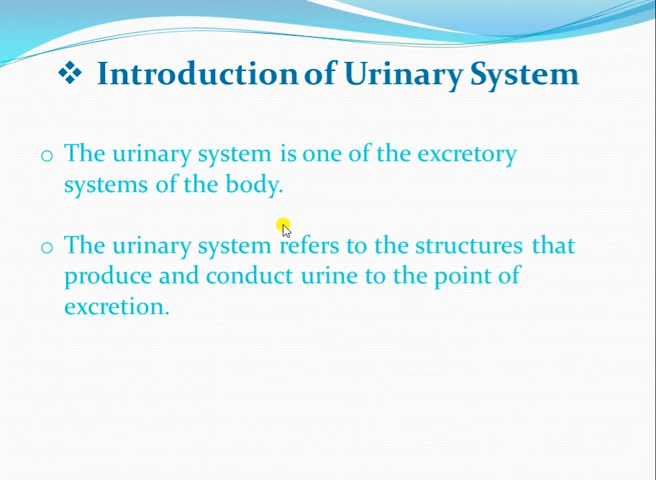 ❖ Introduction of Urinary System
o The urinary system is one of the excretory
systems of the body.
o The urinary system refers to the structures that
produce and conduct urine to the point of
excretion.